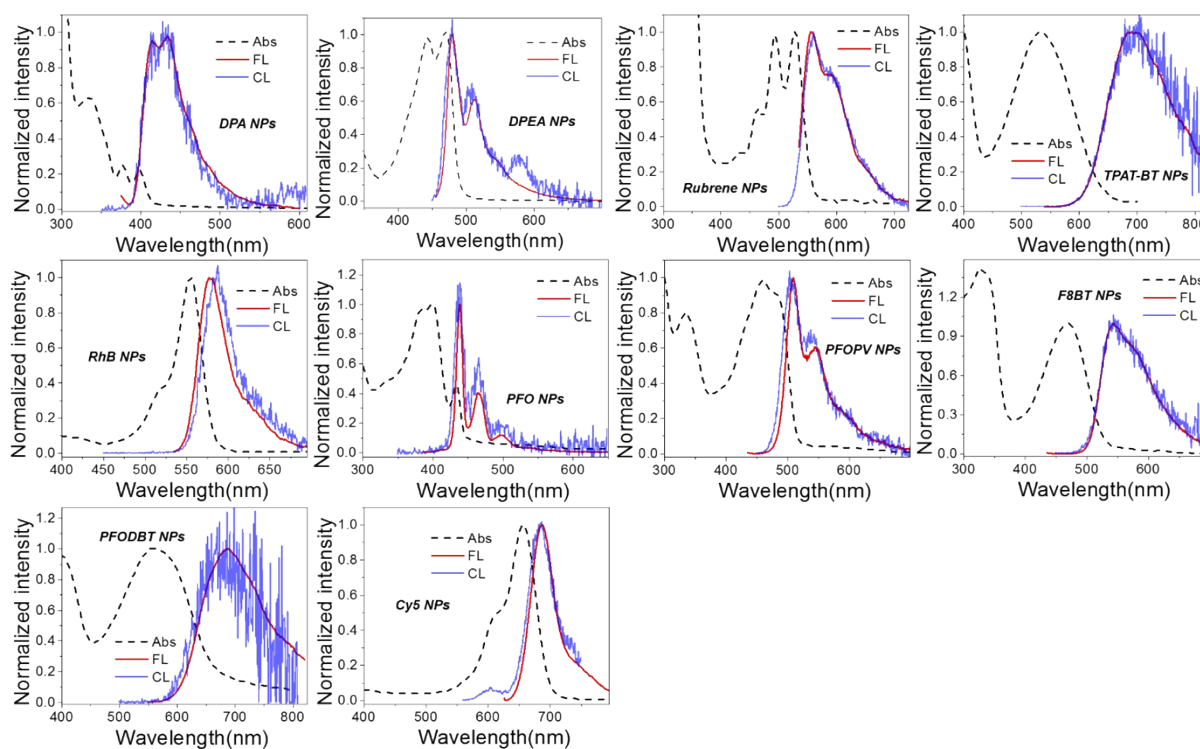 Normalized intensity
1.0
0.8
0.6
0.4
0.2
0.0
Abs
FL
CL
DPA NPs
300 400 500 600
Wavelength(nm)
Normalized intensity
1.0
0.8
0.6
0.4
0.2
0.0
Abs
FL
CL
DPEA NPs
400 500 600
Wavelength(nm)
Normalized intensity
1.0
0.8
0.6
0.4
0.2
0.0
Abs
FL
CL
Rubrene NPs
400 500 600 700
Wavelength(nm)
Normalized intensity
1.0
0.8
0.6
0.4
0.2
0.0
Abs
FL
CL
TPAT-BT NPs
400 500 600 700 800
Wavelength(nm)
Normalized intensity
1.0
0.8
0.6
0.4
0.2
0.0
Abs
FL
CL
RhB NPs
400 450 500 550 600 650
Wavelength(nm)
Normalized intensity
1.2
1.0
0.8
0.6
0.4
0.2
0.0
Abs
FL
CL
PFO NPs
300 400 500 600
Wavelength(nm)
Normalized intensity
1.0
0.8
0.6
0.4
0.2
0.0
Abs
FL
CL
PFOPV NPs
300 400 500 600
Wavelength(nm)
Normalized intensity
1.2
0.9
0.6
0.3
0.0
F8BT NPs
Abs
FL
CL
300 400 500 600
Wavelength(nm)
Normalized intensity
1.2
1.0
0.8
0.6
0.4
0.2
0.0
PFODBT NPs
Abs
FL
CL
400 500 600 700 800
Wavelength(nm)
Normalized intensity
1.0
0.8
0.6
0.4
0.2
0.0
Abs
FL
CL
Cy5 NPs
400 500 600 700
Wavelength(nm)